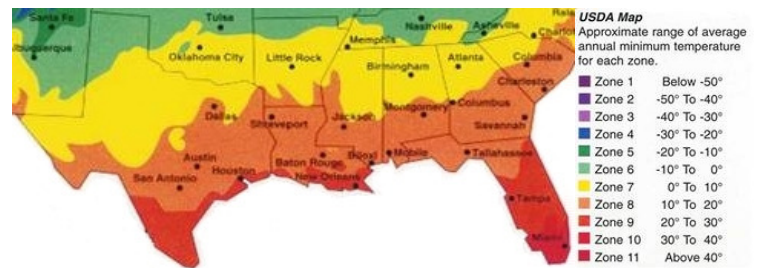 Santa Fe
Tulsa
Nashville
Asheville
Rale
Charlot
Albuquerque
Oklahoma City
Memphis
Little Rock
Birmingham
Atlanta
Columbia
Charleston
Dallas
Shreveport
Jackson
Montgomery
Columbus
Savannah
Austin
Houston
San Antonio
Baton Rouge
Biloxi
Mobile
Tallahassee
New Orleans
Tampa
Miami
USDA Map
Approximate range of average
annual minimum temperature
for each zone.
Zone 1 Below -50°
Zone 2 -50° To -40°
Zone 3 -40° To -30°
Zone 4 -30° To -20°
Zone 5 -20° To -10°
Zone 6 -10° To 0°
Zone 7 0° To 10°
Zone 8 10° To 20°
Zone 9 20° To 30°
Zone 10 30° To 40°
Zone 11 Above 40°